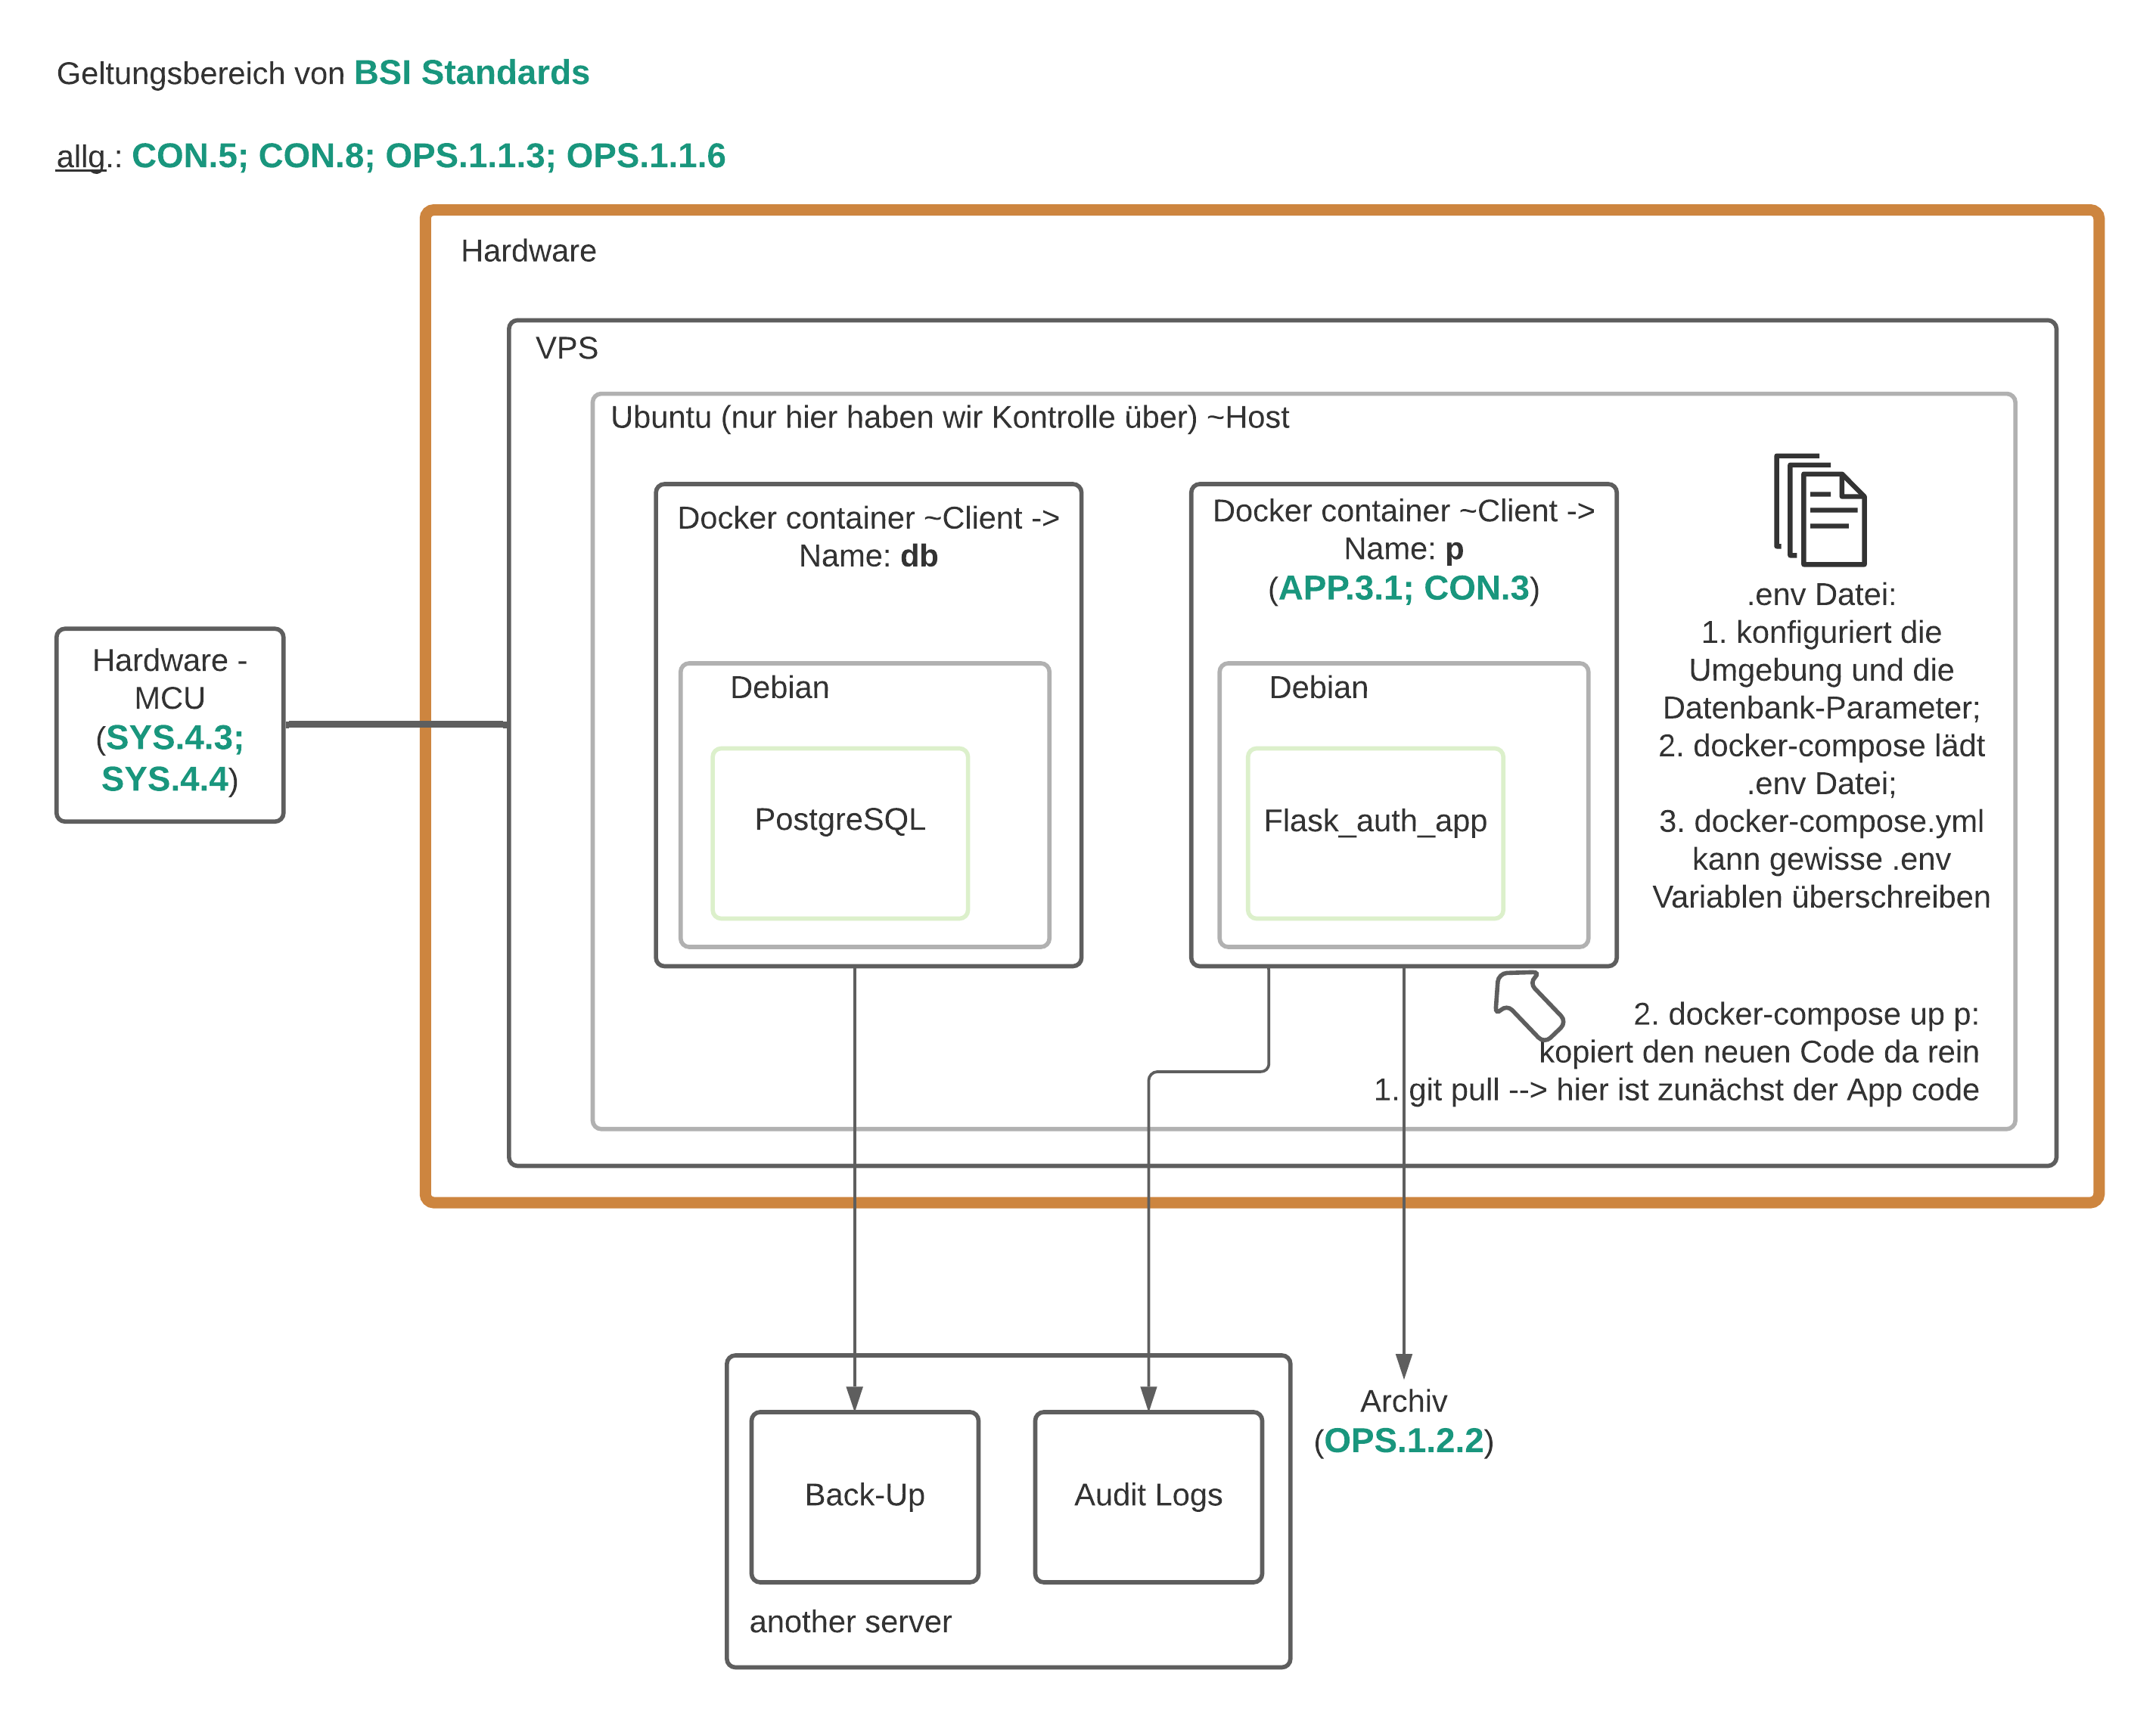 Geltungsbereich von BSI Standards
allg.: CON.5; CON.8; OPS.1.1.3; OPS.1.1.6
Hardware
VPS
Ubuntu (nur hier haben wir Kontrolle über) ~Host
Docker container ~Client ->
Name: db
Debian
PostgreSQL
Docker container ~Client ->
Name: p
(APP.3.1; CON.3)
Debian
Flask_auth_app
.env Datei:
1. konfiguriert die
Umgebung und die
Datenbank-Parameter;
2. docker-compose lädt
.env Datei;
3. docker-compose.yml
kann gewisse .env
Variablen überschreiben
Hardware -
MCU
(SYS.4.3;
SYS.4.4)
2. docker-compose up p:
kopiert den neuen Code da rein
1. git pull --> hier ist zunächst der App code
Back-Up
Audit Logs
another server
Archiv
(OPS.1.2.2)